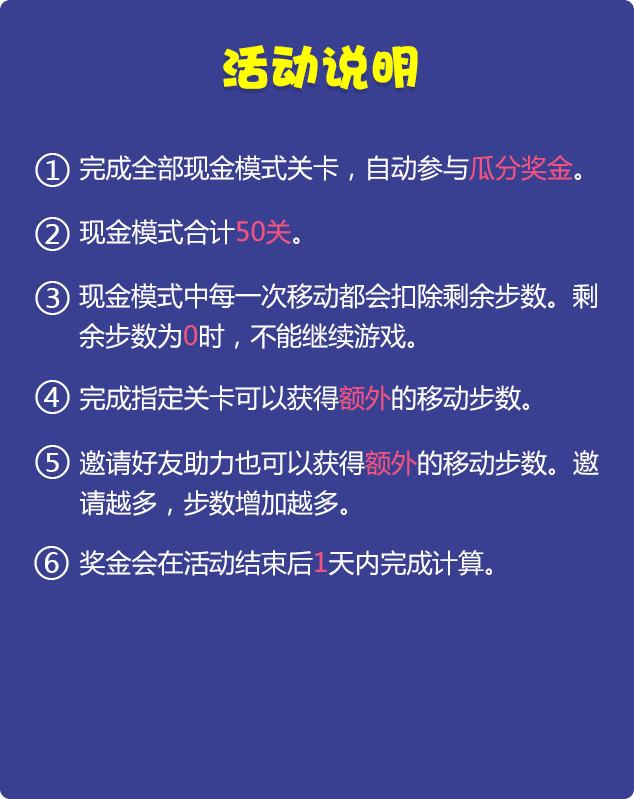 活动说明
① 完成全部现金模式关卡，自动参与瓜分奖金。
② 现金模式合计50关。
③ 现金模式中每一次移动都会扣除剩余步数。剩
余步数为0时，不能继续游戏。
④ 完成指定关卡可以获得额外的移动步数。
⑤ 邀请好友助力也可以获得额外的移动步数。邀
请越多，步数增加越多。
⑥ 奖金会在活动结束后1天内完成计算。